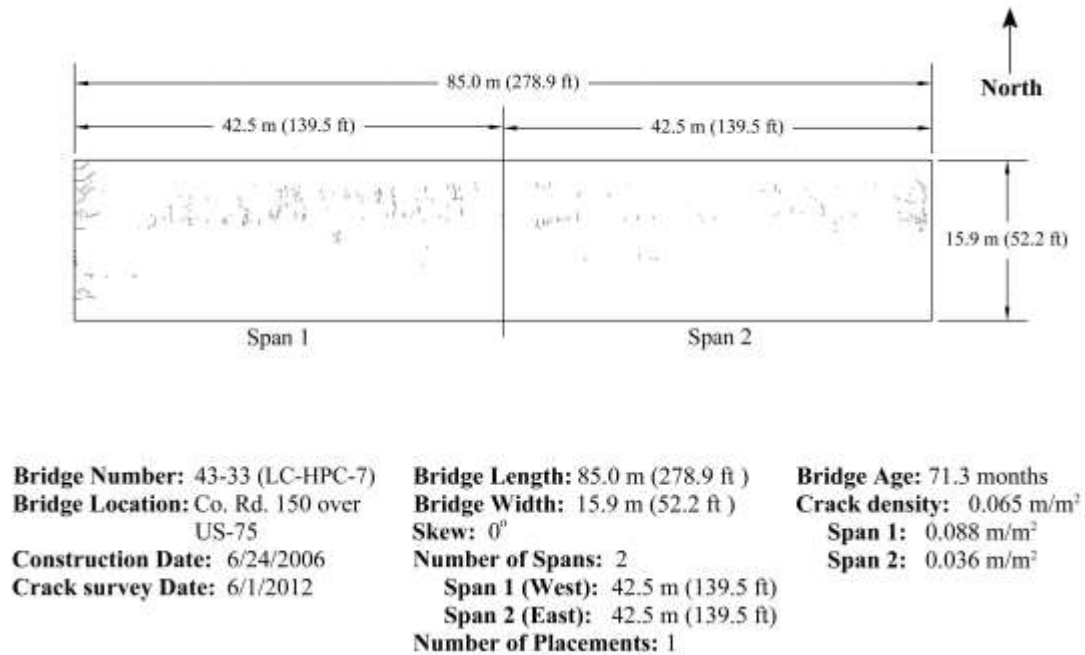 85.0 m (278.9 ft)
North
42.5 m (139.5 ft)
42.5 m (139.5 ft)
15.9 m (52.2 ft)
Span 1
Span 2
Bridge Number: 43-33 (LC-HPC-7)
Bridge Location: Co. Rd. 150 over
US-75
Construction Date: 6/24/2006
Crack survey Date: 6/1/2012
Bridge Length: 85.0 m (278.9 ft )
Bridge Width: 15.9 m (52.2 ft )
Skew: 0°
Number of Spans: 2
Span 1 (West): 42.5 m (139.5 ft)
Span 2 (East): 42.5 m (139.5 ft)
Number of Placements: 1
Bridge Age: 71.3 months
Crack density: 0.065 m/m²
Span 1: 0.088 m/m²
Span 2: 0.036 m/m²